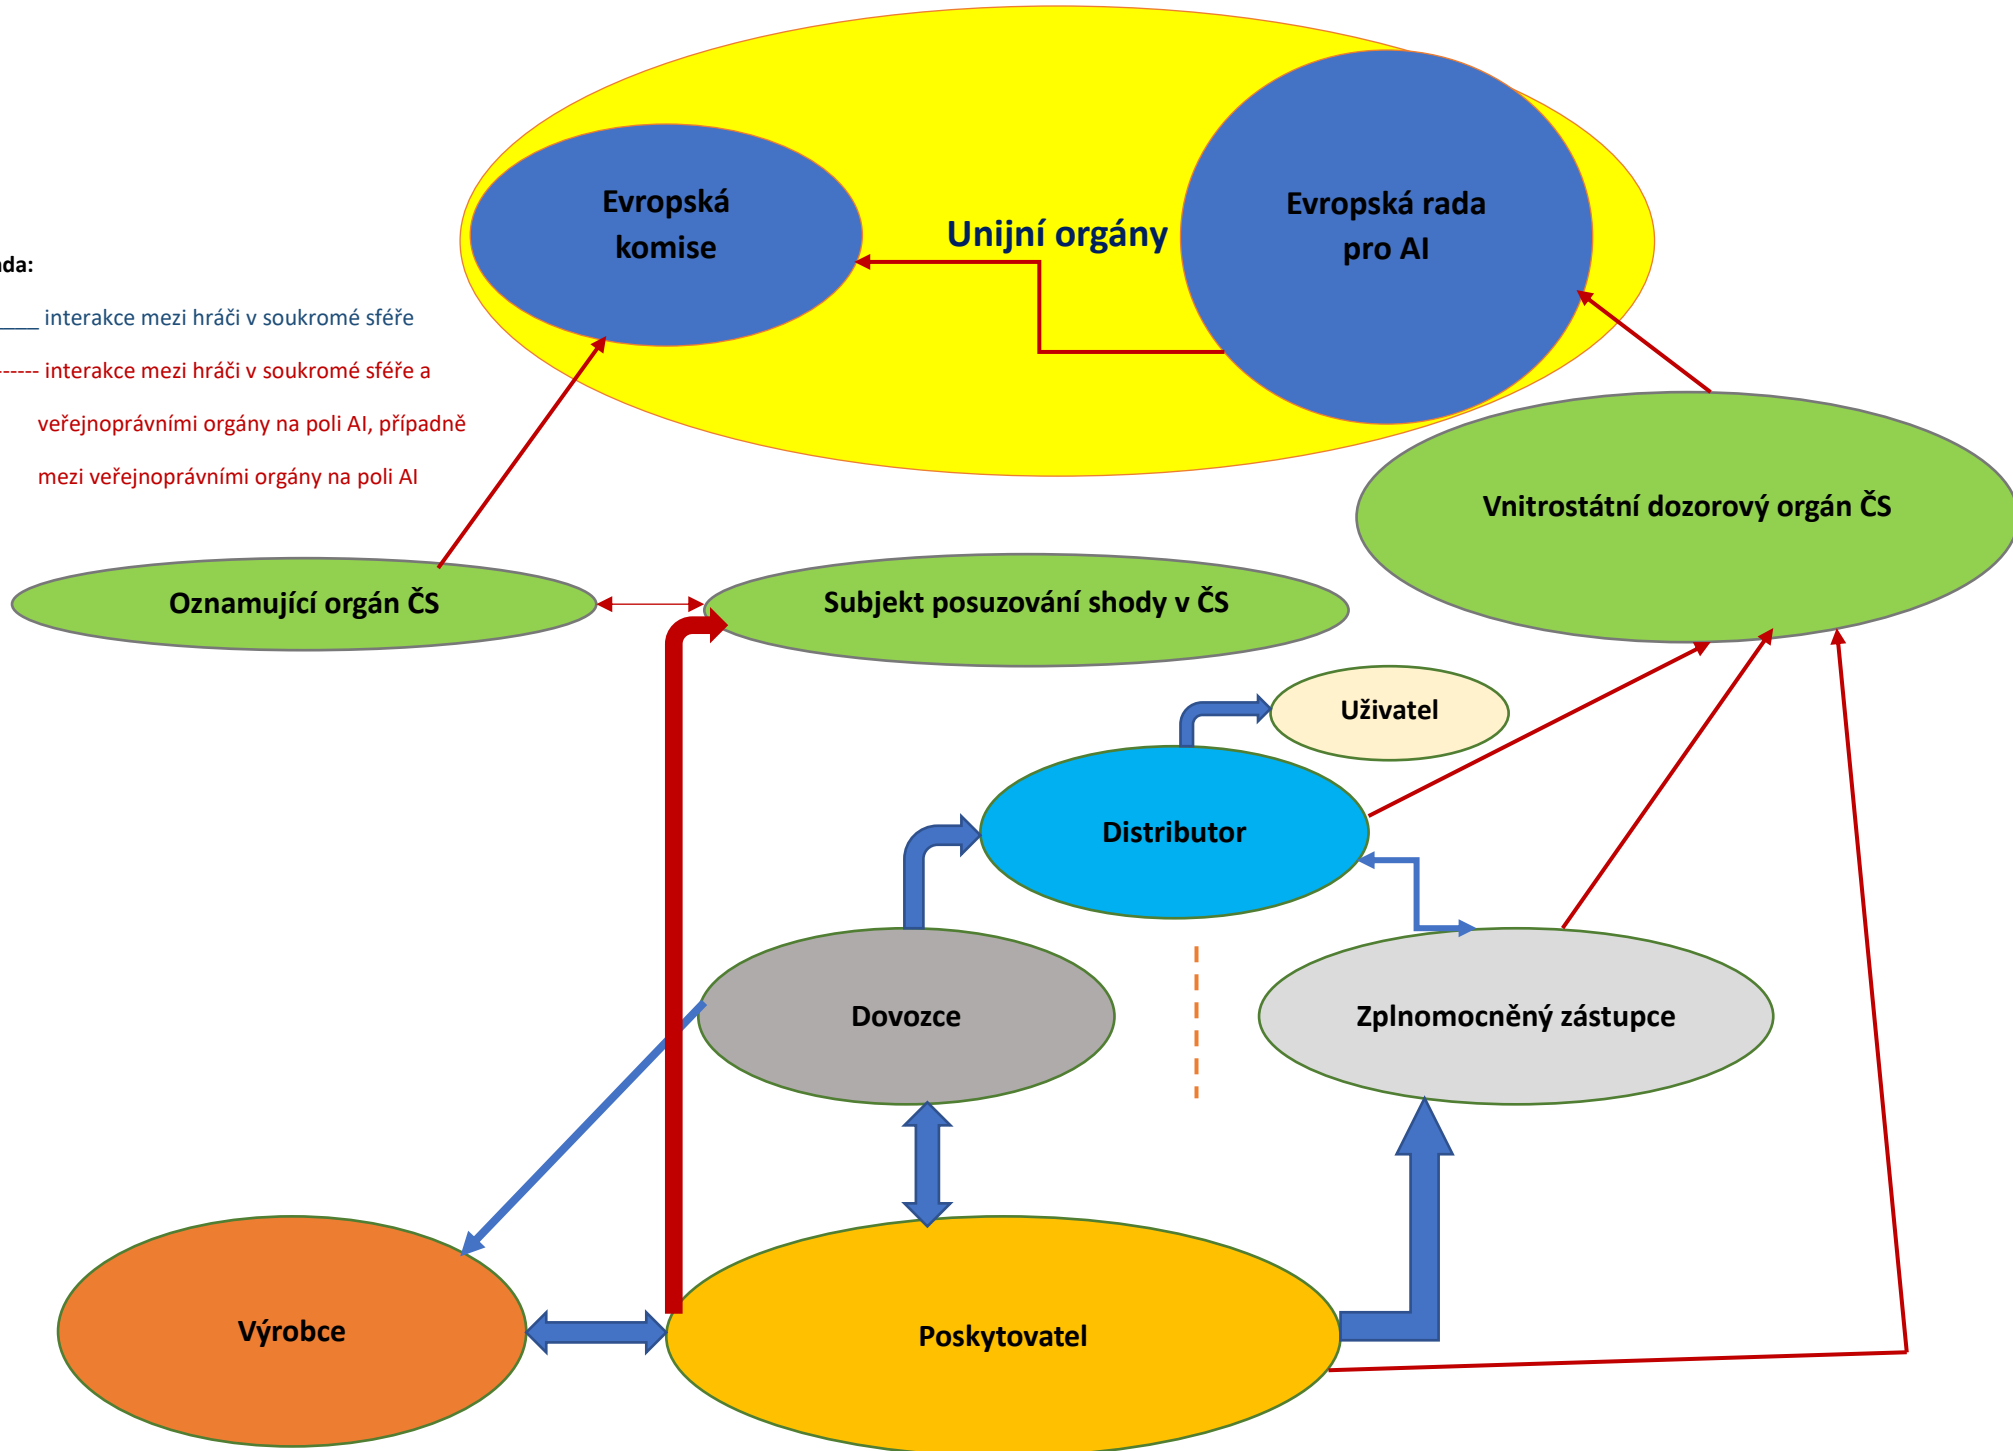 Evropská
komise
Unijní orgány
Evropská rada
pro AI
nda:
____ interakce mezi hráči v soukromé sféře
------ interakce mezi hráči v soukromé sféře a
veřejnoprávními orgány na poli AI, případně
mezi veřejnoprávními orgány na poli AI
Vnitrostátní dozorový orgán ČS
Oznamující orgán ČS
Subjekt posuzování shody v ČS
Uživatel
Distributor
Dovozce
Zplnomocněný zástupce
Výrobce
Poskytovatel